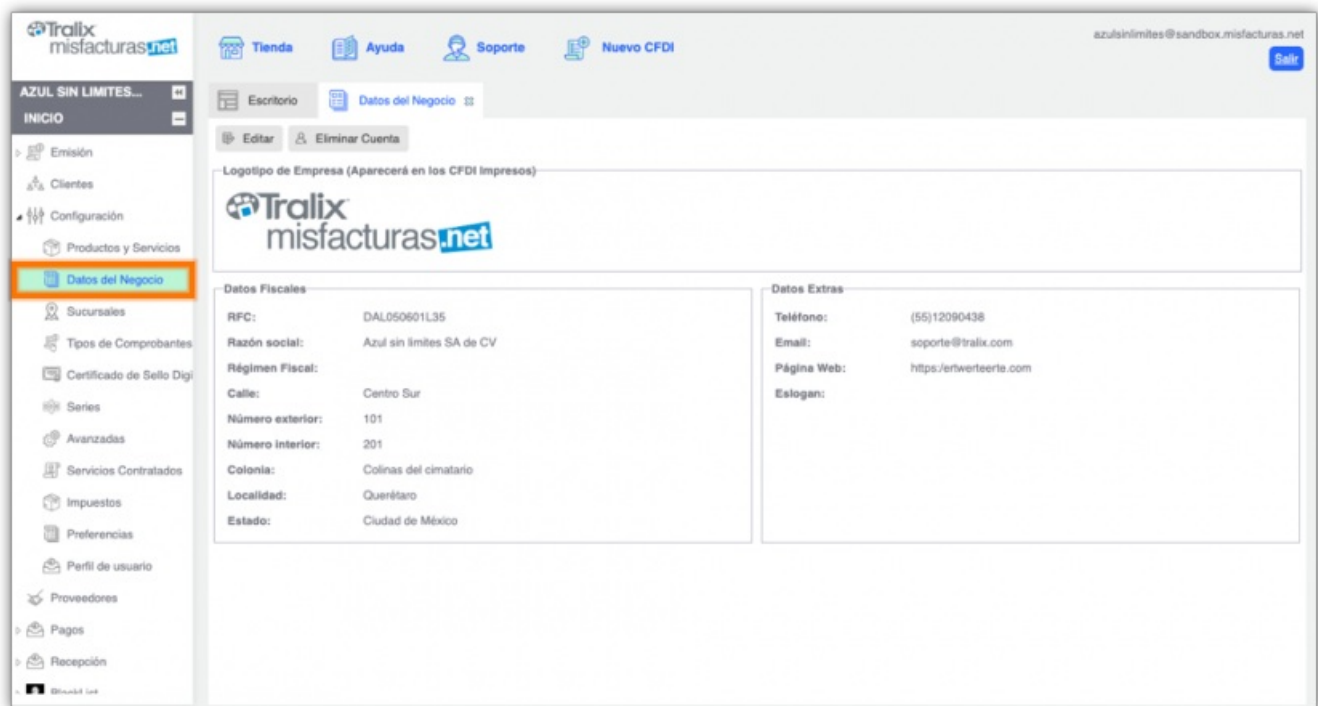 Tralix
misfacturas.net
Tienda
Ayuda
Soporte
Nuevo CFDI
azulsinlimites@sandbox.misfacturas.net
Salir
AZUL SIN LIMITES...
INICIO
Emisión
Clientes
Configuración
Productos y Servicios
Datos del Negocio
Sucursales
Tipos de Comprobantes
Certificado de Sello Digi
Series
Avanzadas
Servicios Contratados
Impuestos
Preferencias
Perfil de usuario
Proveedores
Pagos
Recepción
BlackList
Escritorio
Datos del Negocio
Editar
Eliminar Cuenta
Logotipo de Empresa (Aparecerá en los CFDI Impresos)
Tralix
misfacturas.net
Datos Fiscales
RFC: DAL050601L35
Razón social: Azul sin limites SA de CV
Régimen Fiscal:
Calle: Centro Sur
Número exterior: 101
Número interior: 201
Colonia: Colinas del cimatario
Localidad: Querétaro
Estado: Ciudad de México
Datos Extras
Teléfono: (55)12090438
Email: soporte@tralix.com
Página Web: https:/ertwerteerte.com
Eslogan: